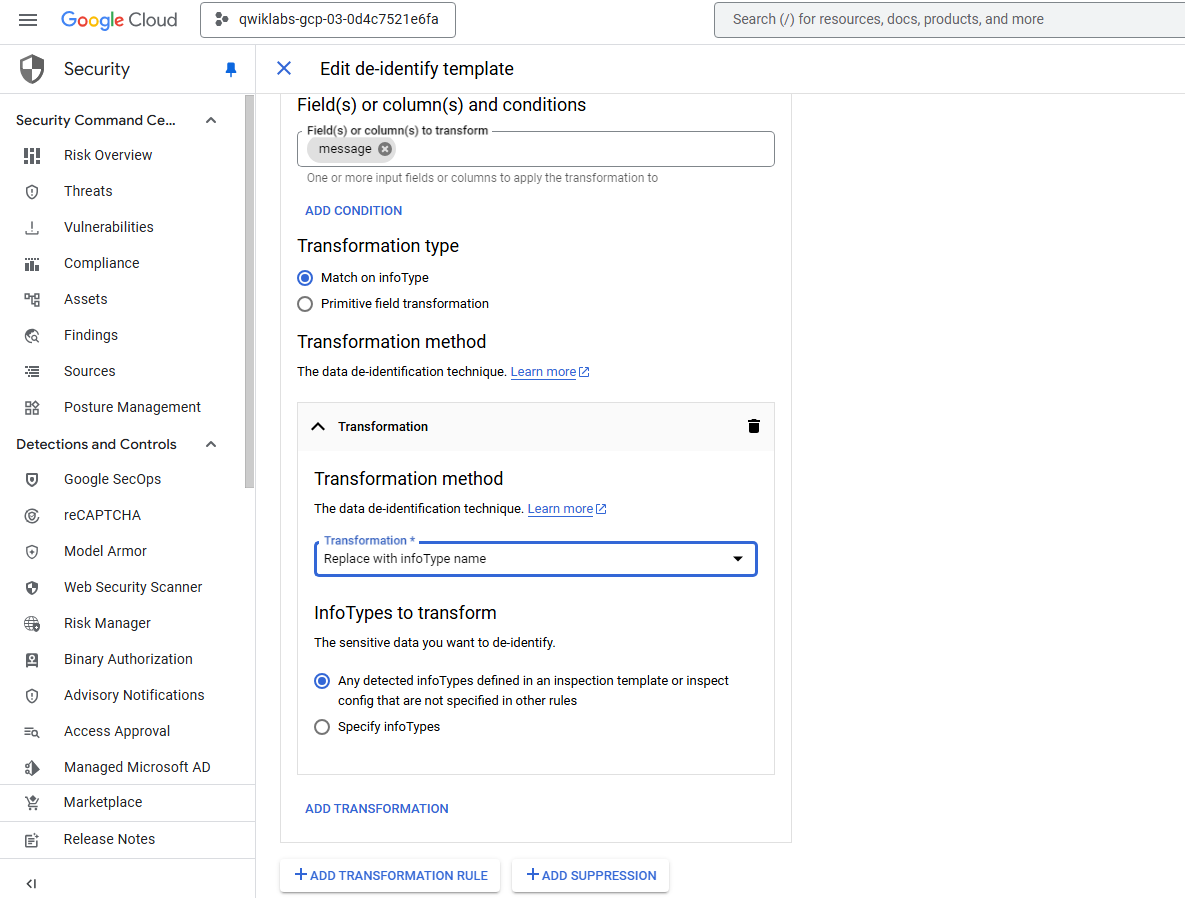 Google Cloud
qwiklabs-gcp-03-0d4c7521e6fa
Search (/) for resources, docs, products, and more
Security
Edit de-identify template
Security Command Ce...
Risk Overview
Threats
Vulnerabilities
Compliance
Assets
Findings
Sources
Posture Management
Detections and Controls
Google SecOps
reCAPTCHA
Model Armor
Web Security Scanner
Risk Manager
Binary Authorization
Advisory Notifications
Access Approval
Managed Microsoft AD
Marketplace
Release Notes
Field(s) or column(s) and conditions
Field(s) or column(s) to transform
message
One or more input fields or columns to apply the transformation to
ADD CONDITION
Transformation type
Match on infoType
Primitive field transformation
Transformation method
The data de-identification technique. Learn more
Transformation
Transformation method
The data de-identification technique. Learn more
Transformation *
Replace with infoType name
InfoTypes to transform
The sensitive data you want to de-identify.
Any detected infoTypes defined in an inspection template or inspect
config that are not specified in other rules
Specify infoTypes
ADD TRANSFORMATION
+ ADD TRANSFORMATION RULE
+ ADD SUPPRESSION